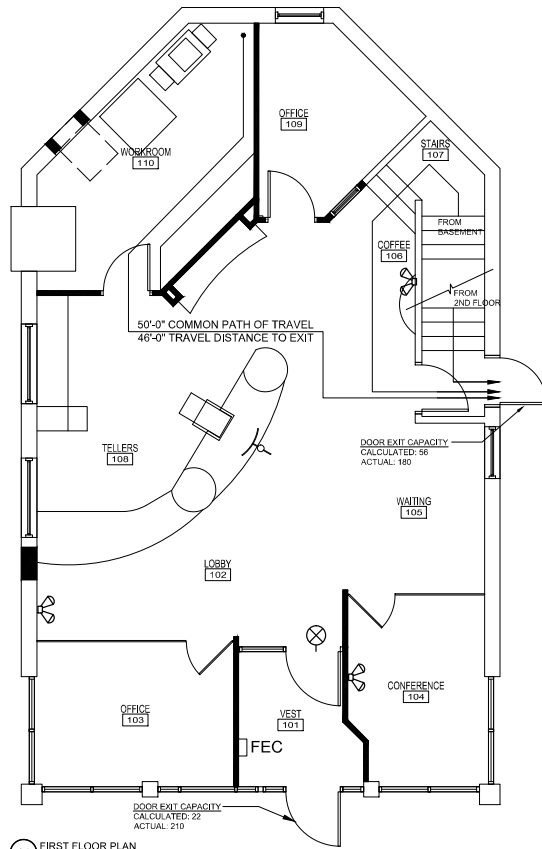 OFFICE
109
STAIRS
107
WORKROOM
110
FROM
BASEMENT
COFFEE
106
FROM
2ND FLOOR
50'-0" COMMON PATH OF TRAVEL
46'-0" TRAVEL DISTANCE TO EXIT
DOOR EXIT CAPACITY
CALCULATED: 56
ACTUAL: 180
TELLERS
108
WAITING
105
LOBBY
102
CONFERENCE
104
OFFICE
103
VEST
101
FEC
DOOR EXIT CAPACITY
CALCULATED: 22
ACTUAL: 210
FIRST FLOOR PLAN